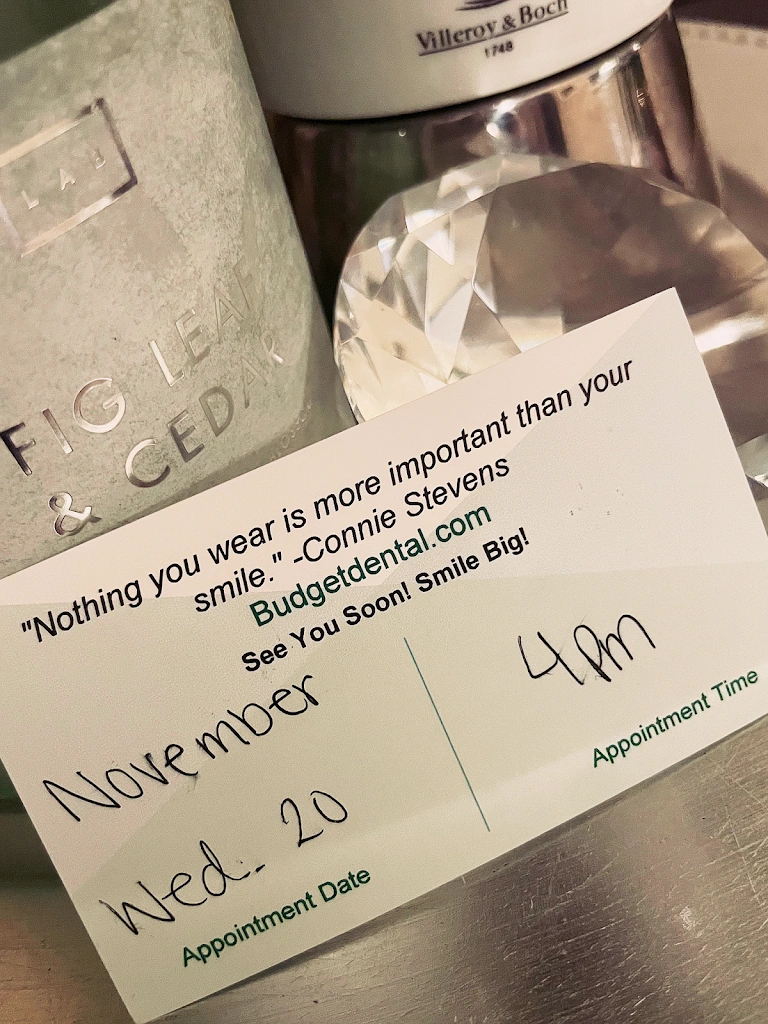 Villeroy & Boch
1748
LAB
FIG LEAF
& CEDAR
"Nothing you wear is more important than your
smile." -Connie Stevens
Budgetdental.com
See You Soon! Smile Big!
November
Wed. 20
Appointment Date
4pm
Appointment Time